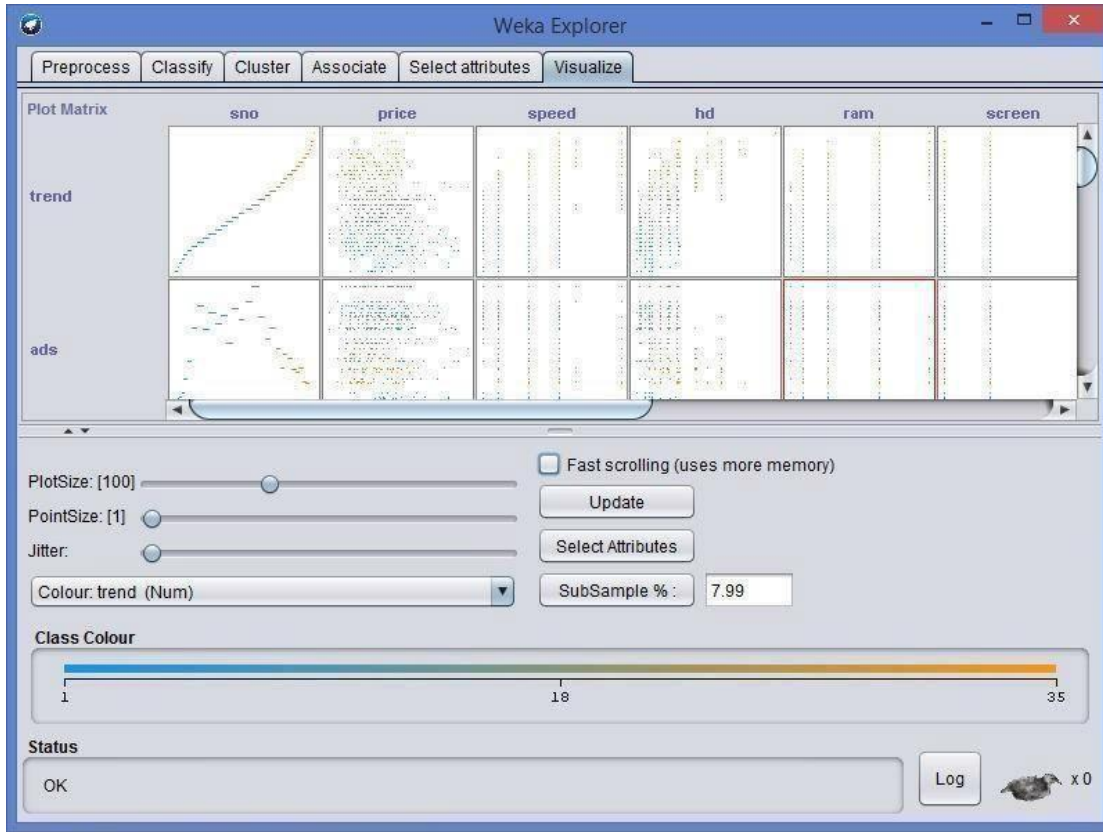 Weka Explorer
Preprocess Classify Cluster Associate Select attributes Visualize
Plot Matrix sno price speed hd ram screen
trend
ads
PlotSize: [100]
PointSize: [1]
Jitter:
Colour: trend (Num)
Fast scrolling (uses more memory)
Update
Select Attributes
SubSample % : 7.99
Class Colour
1 18 35
Status
OK
Log x 0